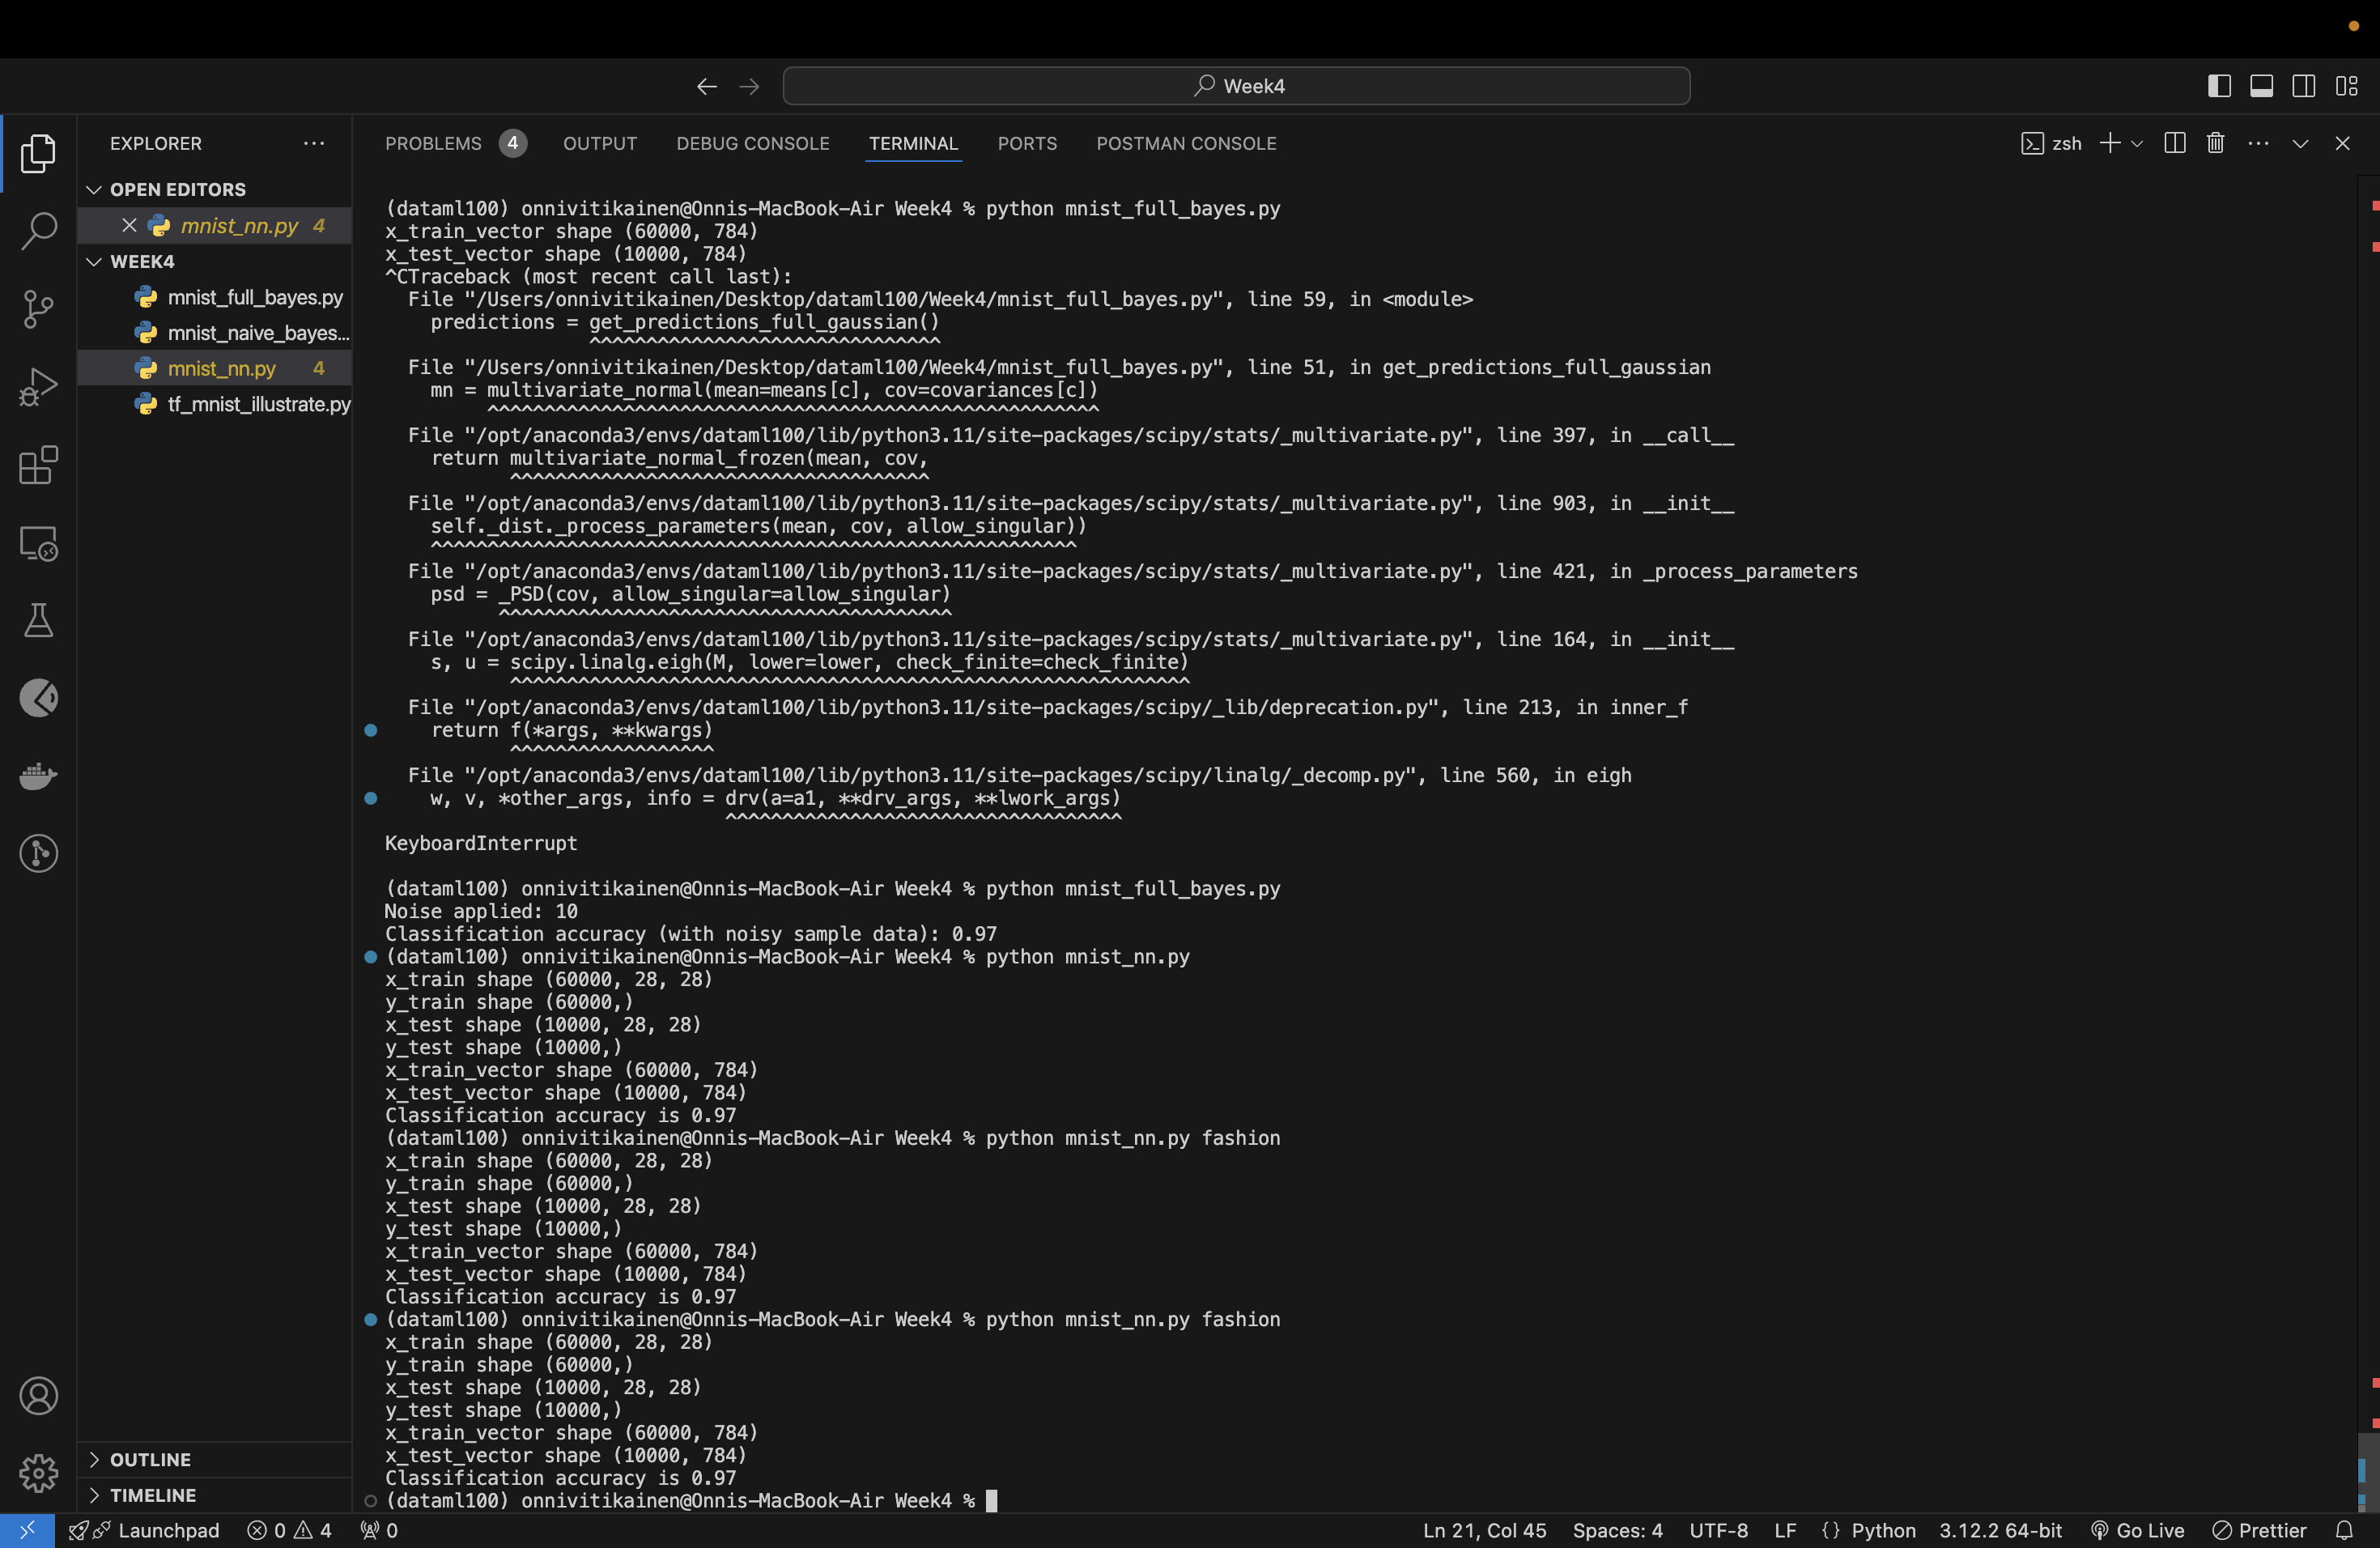 Week4
EXPLORER
OPEN EDITORS
mnist_nn.py 4
WEEK4
mnist_full_bayes.py
mnist_naive_bayes...
mnist_nn.py 4
tf_mnist_illustrate.py
OUTLINE
TIMELINE
PROBLEMS 4 OUTPUT DEBUG CONSOLE TERMINAL PORTS POSTMAN CONSOLE zsh
(dataml100) onnivitikainen@Onnis-MacBook-Air Week4 % python mnist_full_bayes.py
x_train_vector shape (60000, 784)
x_test_vector shape (10000, 784)
^CTraceback (most recent call last):
File "/Users/onnivitikainen/Desktop/dataml100/Week4/mnist_full_bayes.py", line 59, in <module>
predictions = get_predictions_full_gaussian()
^^^^^^^^^^^^^^^^^^^^^^^^^^^^^^^
File "/Users/onnivitikainen/Desktop/dataml100/Week4/mnist_full_bayes.py", line 51, in get_predictions_full_gaussian
mn = multivariate_normal(mean=means[c], cov=covariances[c])
^^^^^^^^^^^^^^^^^^^^^^^^^^^^^^^^^^^^^^^^^^^^^^^^^^^^^^
File "/opt/anaconda3/envs/dataml100/lib/python3.11/site-packages/scipy/stats/_multivariate.py", line 397, in __call__
return multivariate_normal_frozen(mean, cov,
^^^^^^^^^^^^^^^^^^^^^^^^^^^^^^^^^^^^^
File "/opt/anaconda3/envs/dataml100/lib/python3.11/site-packages/scipy/stats/_multivariate.py", line 903, in __init__
self._dist._process_parameters(mean, cov, allow_singular))
^^^^^^^^^^^^^^^^^^^^^^^^^^^^^^^^^^^^^^^^^^^^^^^^^^^^^^^^^
File "/opt/anaconda3/envs/dataml100/lib/python3.11/site-packages/scipy/stats/_multivariate.py", line 421, in _process_parameters
psd = _PSD(cov, allow_singular=allow_singular)
^^^^^^^^^^^^^^^^^^^^^^^^^^^^^^^^^^^^^^^^
File "/opt/anaconda3/envs/dataml100/lib/python3.11/site-packages/scipy/stats/_multivariate.py", line 164, in __init__
s, u = scipy.linalg.eigh(M, lower=lower, check_finite=check_finite)
^^^^^^^^^^^^^^^^^^^^^^^^^^^^^^^^^^^^^^^^^^^^^^^^^^^^^^^^^^^^
File "/opt/anaconda3/envs/dataml100/lib/python3.11/site-packages/scipy/_lib/deprecation.py", line 213, in inner_f
return f(*args, **kwargs)
^^^^^^^^^^^^^^^^^^
File "/opt/anaconda3/envs/dataml100/lib/python3.11/site-packages/scipy/linalg/_decomp.py", line 560, in eigh
w, v, *other_args, info = drv(a=a1, **drv_args, **lwork_args)
^^^^^^^^^^^^^^^^^^^^^^^^^^^^^^^^^^^
KeyboardInterrupt
(dataml100) onnivitikainen@Onnis-MacBook-Air Week4 % python mnist_full_bayes.py
Noise applied: 10
Classification accuracy (with noisy sample data): 0.97
(dataml100) onnivitikainen@Onnis-MacBook-Air Week4 % python mnist_nn.py
x_train shape (60000, 28, 28)
y_train shape (60000,)
x_test shape (10000, 28, 28)
y_test shape (10000,)
x_train_vector shape (60000, 784)
x_test_vector shape (10000, 784)
Classification accuracy is 0.97
(dataml100) onnivitikainen@Onnis-MacBook-Air Week4 % python mnist_nn.py fashion
x_train shape (60000, 28, 28)
y_train shape (60000,)
x_test shape (10000, 28, 28)
y_test shape (10000,)
x_train_vector shape (60000, 784)
x_test_vector shape (10000, 784)
Classification accuracy is 0.97
(dataml100) onnivitikainen@Onnis-MacBook-Air Week4 % python mnist_nn.py fashion
x_train shape (60000, 28, 28)
y_train shape (60000,)
x_test shape (10000, 28, 28)
y_test shape (10000,)
x_train_vector shape (60000, 784)
x_test_vector shape (10000, 784)
Classification accuracy is 0.97
(dataml100) onnivitikainen@Onnis-MacBook-Air Week4 %
Launchpad 0 4 0 Ln 21, Col 45 Spaces: 4 UTF-8 LF {} Python 3.12.2 64-bit Go Live Prettier